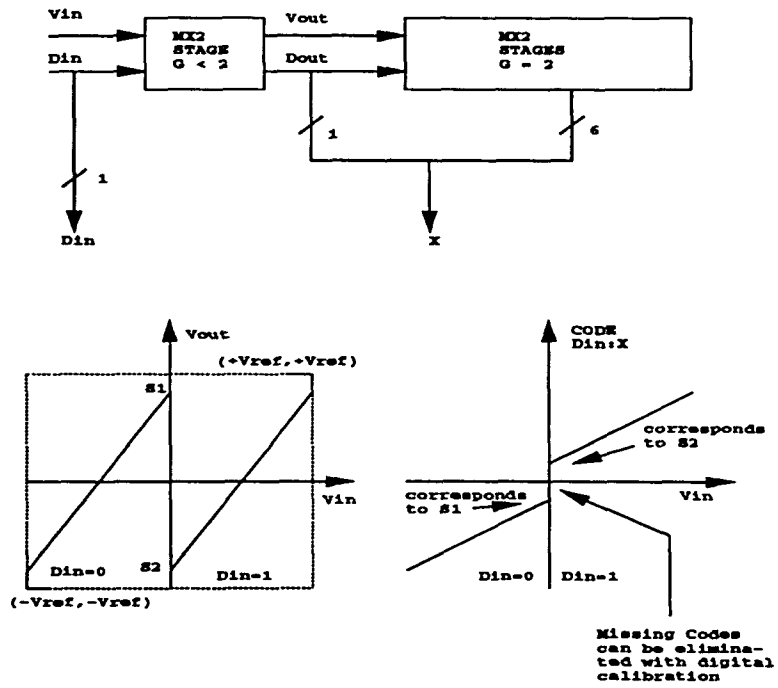 Vin
Din
MX2
STAGE
G < 2
Vout
Dout
MX2
STAGES
G = 2
1
1
6
Din
X
Vout
(+Vref,+Vref)
S1
Vin
S2
Din=0
Din=1
(-Vref,-Vref)
CODE
Din:X
corresponds
to S2
corresponds
to S1
Vin
Din=0
Din=1
Missing Codes
can be elimina-
ted with digital
calibration